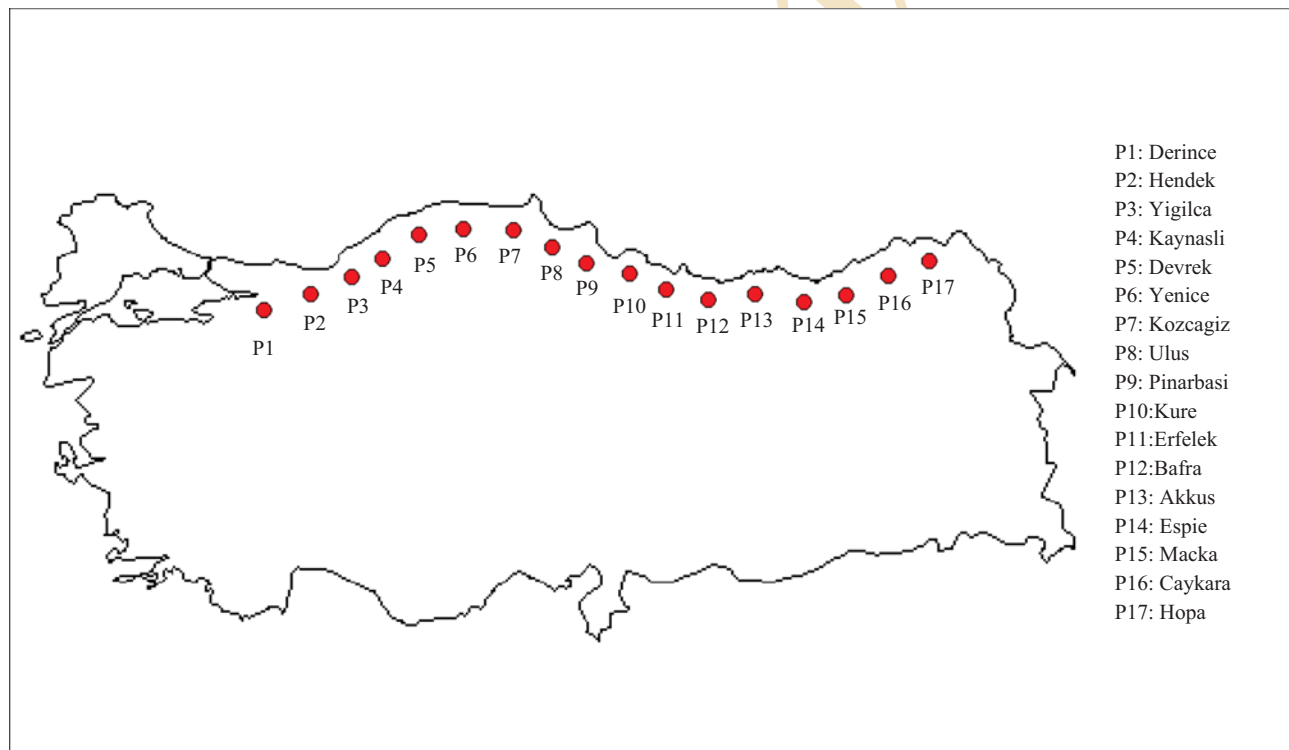 P1
P2
P3
P4
P5
P6
P7
P8
P9
P10
P11
P12
P13
P14
P15
P16
P17
P1: Derince
P2: Hendek
P3: Yigilca
P4: Kaynasli
P5: Devrek
P6: Yenice
P7: Kozcagiz
P8: Ulus
P9: Pinarbasi
P10:Kure
P11:Erfelek
P12:Bafra
P13: Akkus
P14: Espie
P15: Macka
P16: Caykara
P17: Hopa